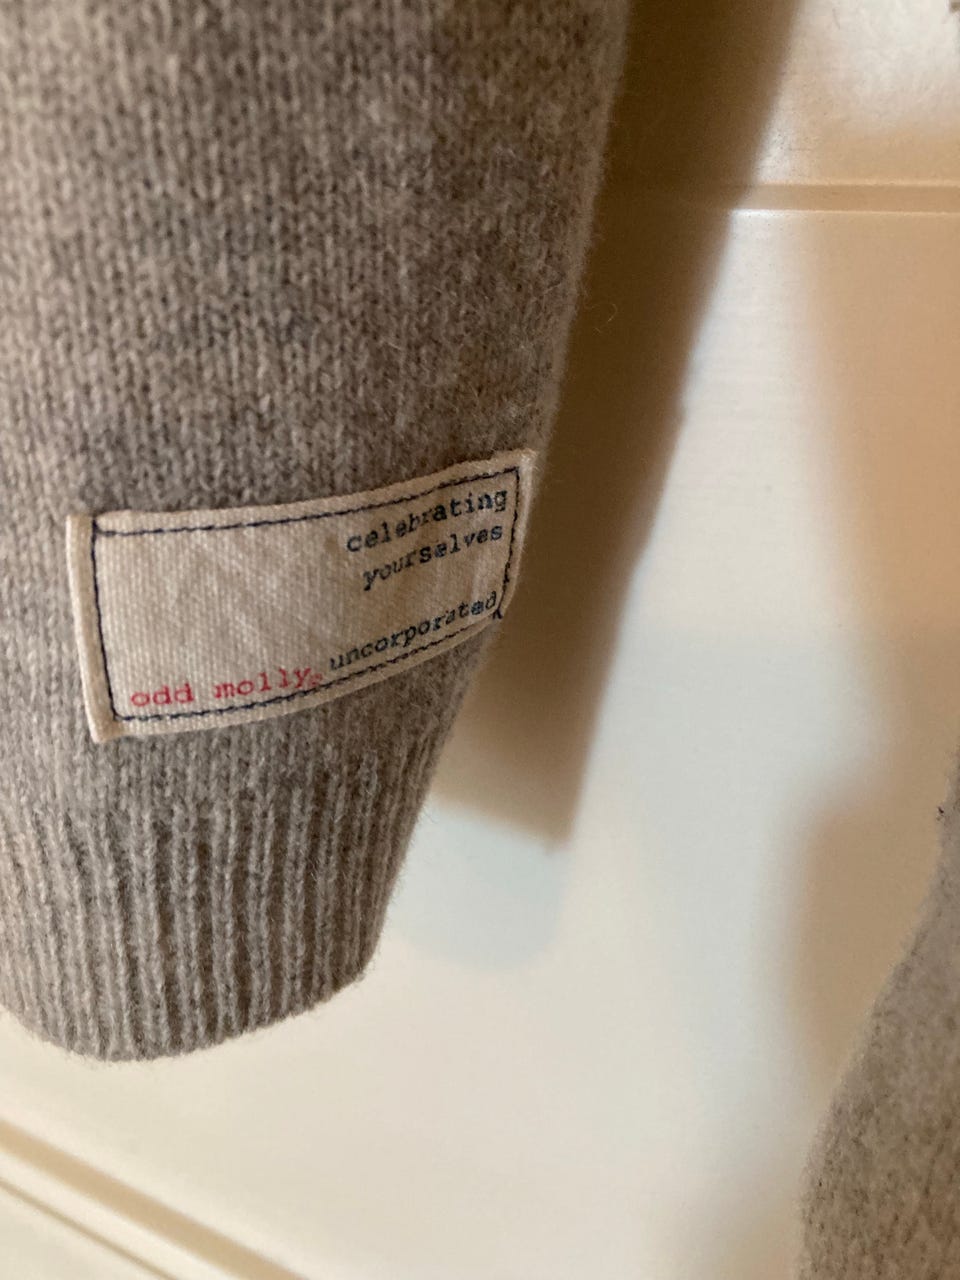 celebrating
yourselves
uncorporated
odd molly®